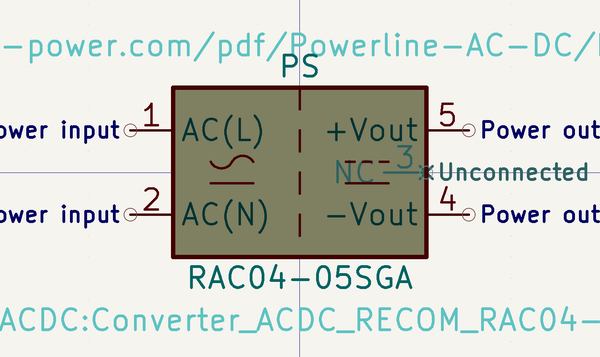 -power.com/pdf/Powerline-AC-DC/
PS
ower input 1 AC(L) +Vout 5 Power out
NC 3 Unconnected
ower input 2 AC(N) -Vout 4 Power out
RAC04-05SGA
ACDC:Converter_ACDC_RECOM_RAC04-